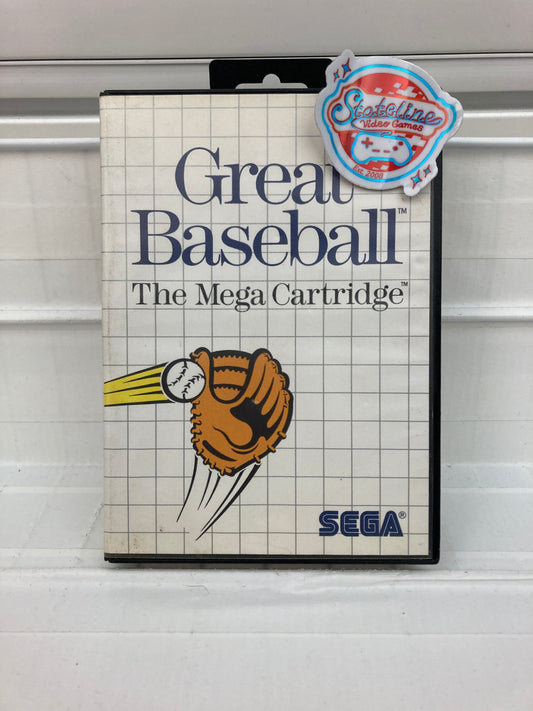 Stateline
Video Games
Est. 2008
Great
Baseball™
The Mega Cartridge™
SEGA®